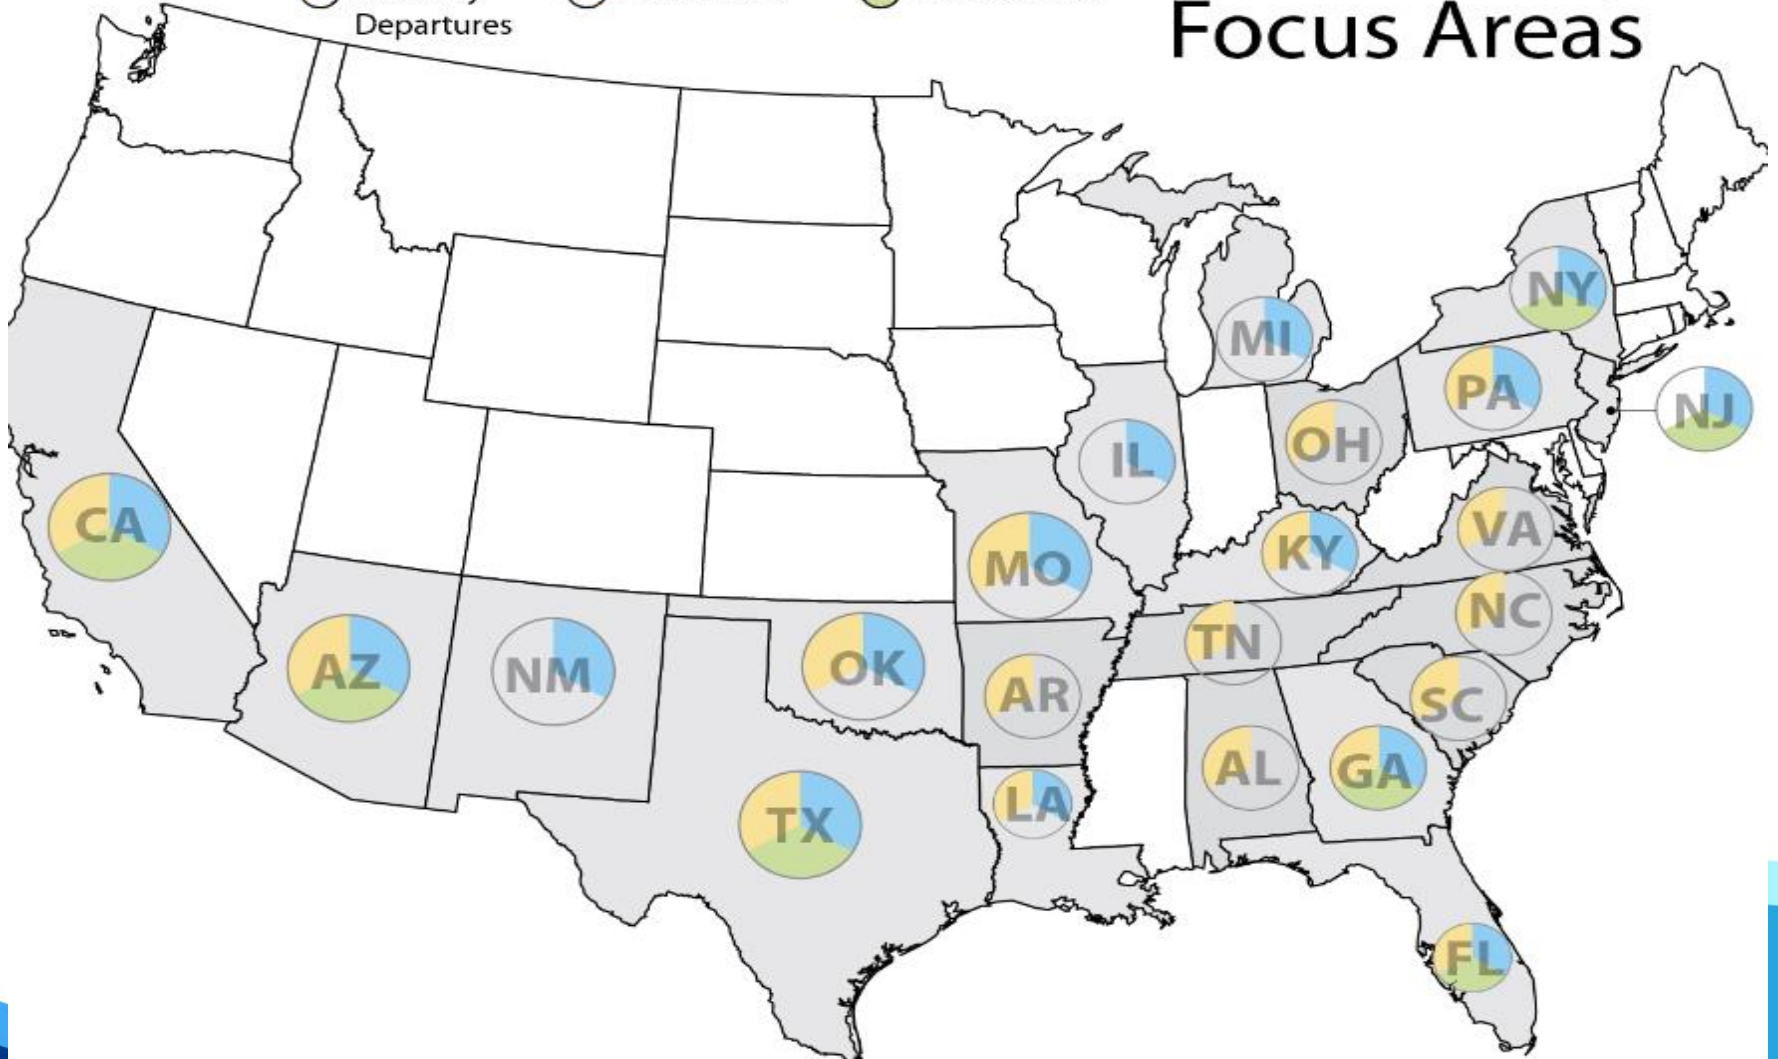 Departures
Focus Areas
NY
MI
PA
NJ
OH
IL
CA
VA
KY
MO
NC
TN
AZ
NM
OK
AR
SC
AL
GA
LA
TX
FL